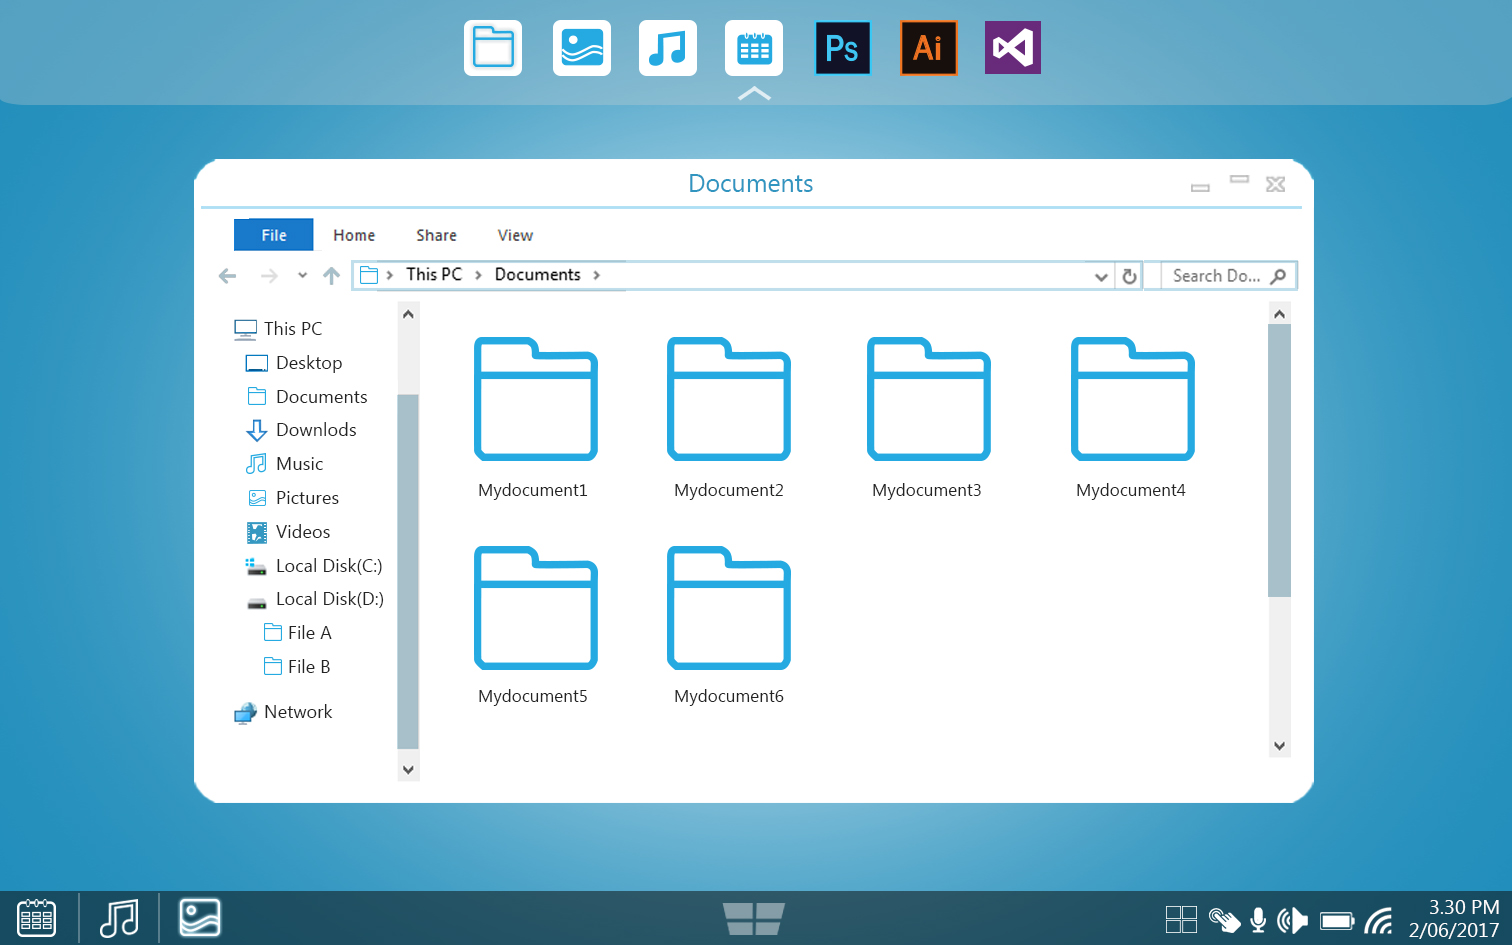 Ps
Ai
Documents
File Home Share View
This PC Documents
Search Do...
This PC
Desktop
Documents
Downlods
Music
Pictures
Videos
Local Disk(C:)
Local Disk(D:)
File A
File B
Network
Mydocument1 Mydocument2 Mydocument3 Mydocument4
Mydocument5 Mydocument6
3.30 PM
2/06/2017